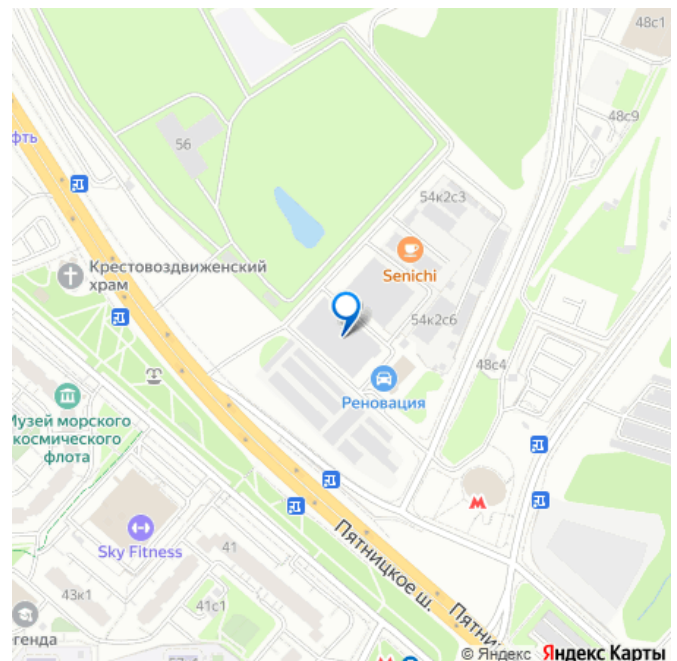 48с1
48с9
56
фть
54к2с3
Senichi
Крестовоздвиженский
храм
54к2с6
48с4
Реновация
Музей морского
космического
флота
Sky Fitness
41
Пятницкое ш.
43к1
41с1
егенда
Пятни
© Яндекс Яндекс Карты